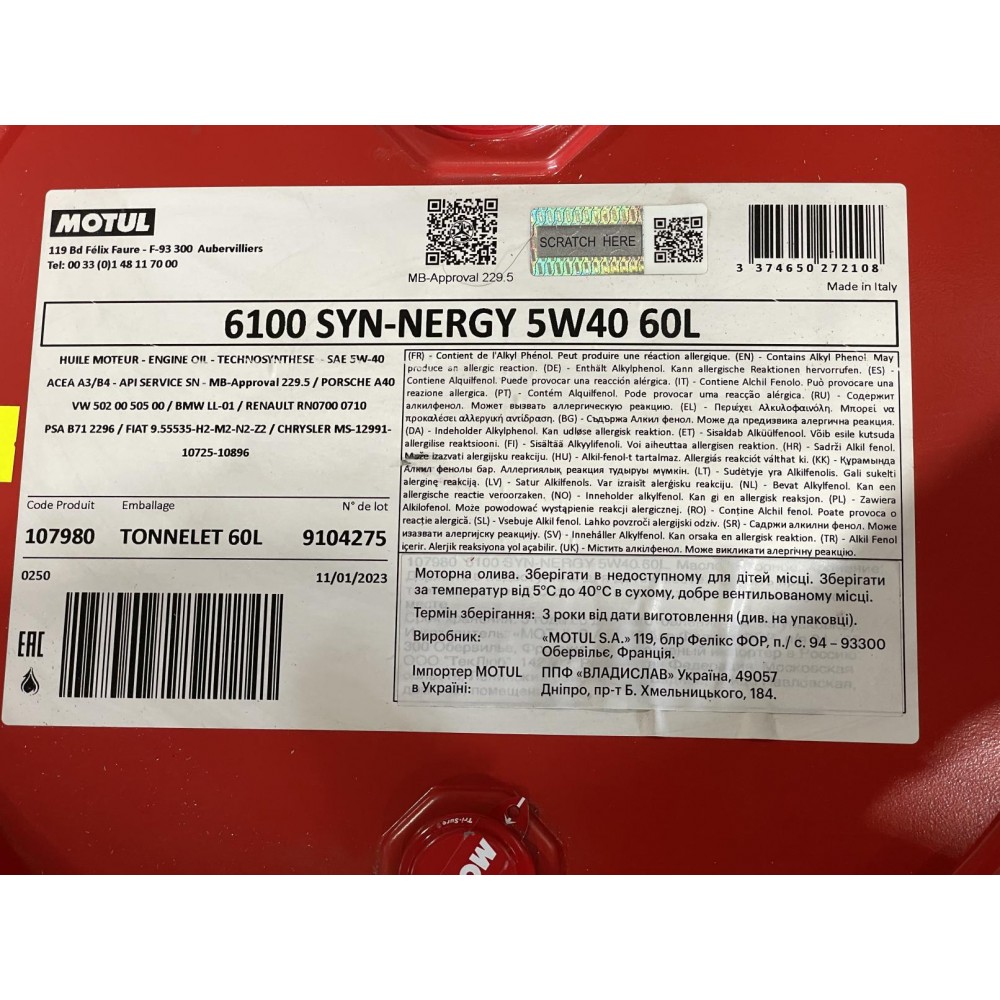 MOTUL
119 Bd Félix Faure - F-93 300 Aubervilliers
Tel: 00 33 (0)1 48 11 70 00
MB-Approval 229.5
SCRATCH HERE
3 374650 272108
Made in Italy
6100 SYN-NERGY 5W40 60L
HUILE MOTEUR - ENGINE OIL - TECHNOSYNTHESE - SAE 5W-40
ACEA A3/B4 - API SERVICE SN - MB-Approval 229.5 / PORSCHE A40
VW 502 00 505 00 / BMW LL-01 / RENAULT RN0700 0710
PSA B71 2296 / FIAT 9.55535-H2-M2-N2-Z2 / CHRYSLER MS-12991-
10725-10896
Code Produit Emballage N° de lot
107980 TONNELET 60L 9104275
0250 11/01/2023
EAC
(FR) - Contient de l'Alkyl Phénol. Peut produire une réaction allergique. (EN) - Contains Alkyl Phenol. May
produce an allergic reaction. (DE) - Enthält Alkylphenol. Kann allergische Reaktionen hervorrufen. (ES) -
Contiene Alquilfenol. Puede provocar una reacción alérgica. (IT) - Contiene Alchil Fenolo. Può provocare una
reazione allergica. (PT) - Contém Alquilfenol. Pode provocar uma reacção alérgica. (RU) - Содержит
алкилфенол. Может вызвать аллергическую реакцию. (EL) - Περιέχει Αλκυλοφαινόλη. Μπορεί να
προκαλέσει αλλεργική αντίδραση. (BG) - Съдържа Алкил фенол. Може да предизвика алергична реакция.
(DA) - Indeholder Alkylphenol. Kan udløse allergisk reaktion. (ET) - Sisaldab Alküülfenool. Võib esile kutsuda
allergilise reaktsiooni. (FI) - Sisältää Alkyylifenoli. Voi aiheuttaa allergisen reaktion. (HR) - Sadrži Alkil fenol.
Može izazvati alergijsku reakciju. (HU) - Alkil-fenol-t tartalmaz. Allergiás reakciót válthat ki. (KK) - Құрамында
Алкил фенолы бар. Аллергиялық реакция тудыруы мүмкін. (LT) - Sudėtyje yra Alkilfenolis. Gali sukelti
alerginę reakciją. (LV) - Satur Alkilfenols. Var izraisīt alerģisku reakciju. (NL) - Bevat Alkylfenol. Kan een
allergische reactie veroorzaken. (NO) - Inneholder alkylfenol. Kan gi en allergisk reaksjon. (PL) - Zawiera
Alkilofenol. Może powodować wystąpienie reakcji alergicznej. (RO) - Conține Alchil fenol. Poate provoca o
reacție alergică. (SL) - Vsebuje Alkil fenol. Lahko povzroči alergijski odziv. (SR) - Садржи алкилни фенол. Може
изазвати алергијску реакцију. (SV) - Innehåller Alkylfenol. Kan orsaka en allergisk reaktion. (TR) - Alkil Fenol
içerir. Alerjik reaksiyona yol açabilir. (UK) - Містить алкілфенол. Може викликати алергічну реакцію.
Моторна олива. Зберігати в недоступному для дітей місці. Зберігати
за температур від 5°C до 40°C в сухому, добре вентильованому місці.
Термін зберігання: 3 роки від дати виготовлення (див. на упаковці).
Виробник: «MOTUL S.A.» 119, блр Фелікс ФОР, п./ с. 94 – 93300
Обервільє, Франція.
Імпортер MOTUL ППФ «ВЛАДИСЛАВ» Україна, 49057
в Україні: Дніпро, пр-т Б. Хмельницького, 184.
Tri-Sure